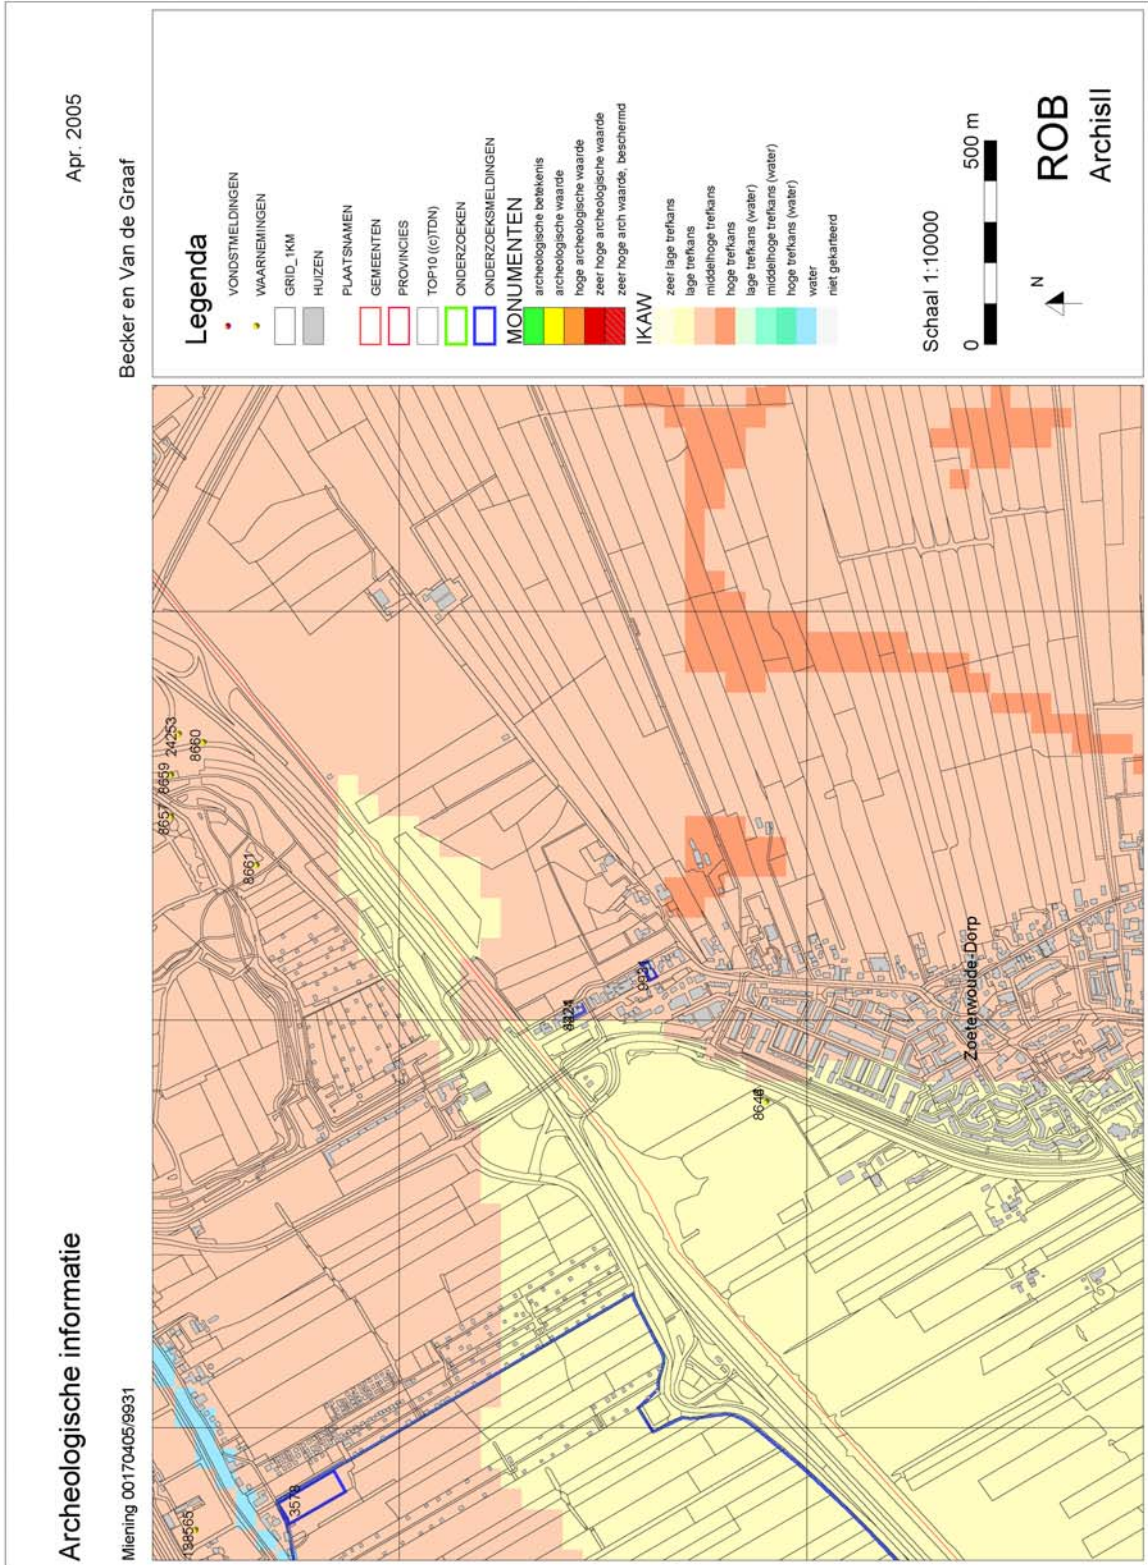 Archeologische informatie
Apr. 2005
Miening 00170405/9931
Becker en Van de Graaf
138565
3578
8657
8659
24253
8660
8661
9931
8648
Zoeterwoude-Dorp
Legenda
VONDSTMELDINGEN
WAARNEMINGEN
GRID_1KM
HUIZEN
PLAATSNAMEN
GEMEENTEN
PROVINCIES
TOP10 ((c)TDN)
ONDERZOEKEN
ONDERZOEKSMELDINGEN
MONUMENTEN
archeologische betekenis
archeologische waarde
hoge archeologische waarde
zeer hoge archeologische waarde
zeer hoge arch waarde, beschermd
IKAW
zeer lage trefkans
lage trefkans
middelhoge trefkans
hoge trefkans
lage trefkans (water)
middelhoge trefkans (water)
hoge trefkans (water)
water
niet gekarteerd
Schaal 1:10000
0
500 m
N
ROB
ArchisII